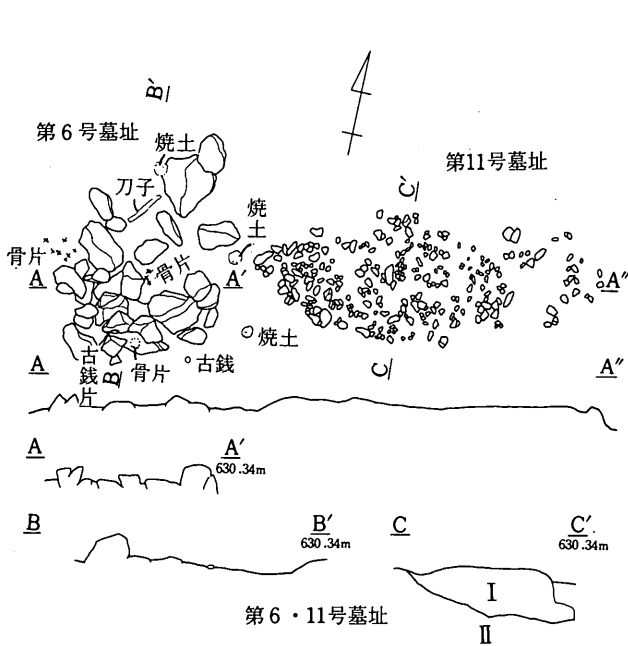 B'
第6号墓址
焼土
刀子
第11号墓址
C'
焼土
骨片
骨片
A
A'
A"
焼土
古銭片
B
骨片
古銭
C
A
A"
A
A'
630.34m
B
B'
630.34m
C
C'
630.34m
I
II
第6・11号墓址